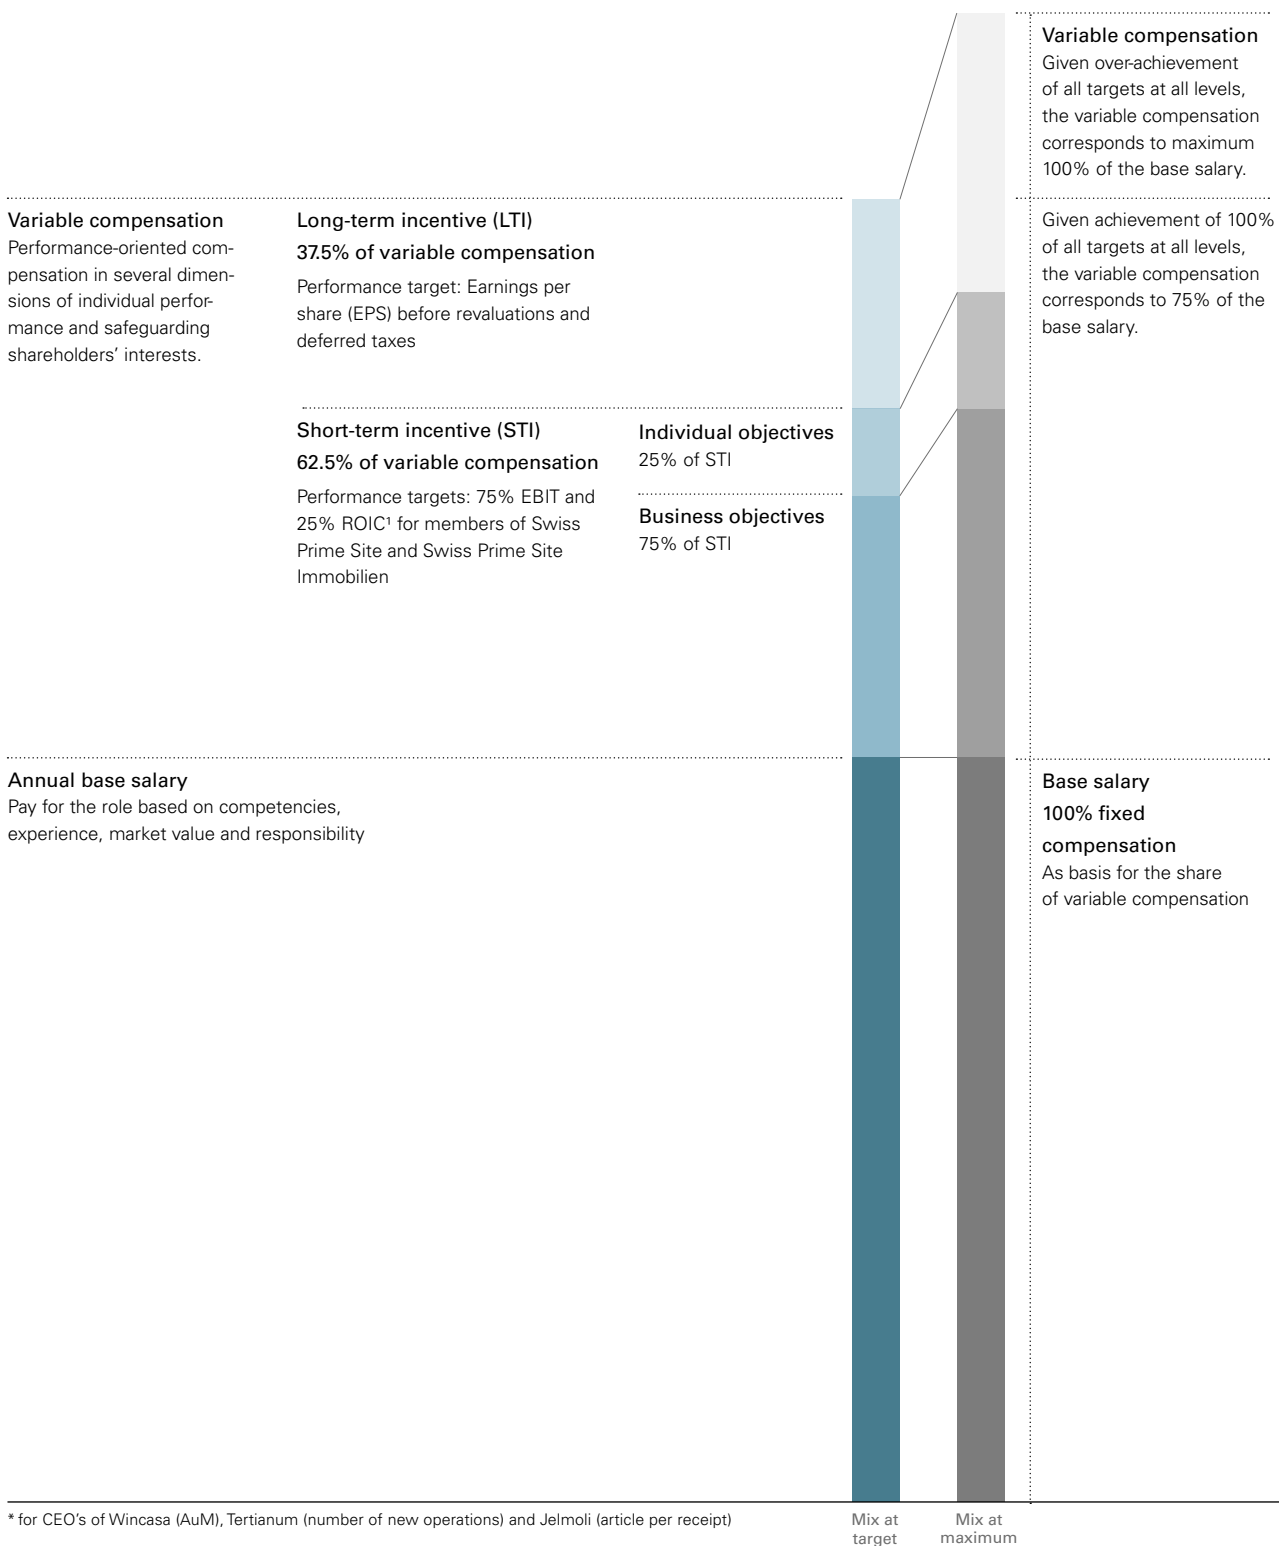 Variable compensation
Given over-achievement
of all targets at all levels,
the variable compensation
corresponds to maximum
100% of the base salary.
Variable compensation
Performance-oriented com-
pensation in several dimen-
sions of individual perfor-
mance and safeguarding
shareholders' interests.
Long-term incentive (LTI)
37.5% of variable compensation
Performance target: Earnings per
share (EPS) before revaluations and
deferred taxes
Given achievement of 100%
of all targets at all levels,
the variable compensation
corresponds to 75% of the
base salary.
Short-term incentive (STI)
62.5% of variable compensation
Performance targets: 75% EBIT and
25% ROIC¹ for members of Swiss
Prime Site and Swiss Prime Site
Immobilien
Individual objectives
25% of STI
Business objectives
75% of STI
Annual base salary
Pay for the role based on competencies,
experience, market value and responsibility
Base salary
100% fixed
compensation
As basis for the share
of variable compensation
* for CEO's of Wincasa (AuM), Tertianum (number of new operations) and Jelmoli (article per receipt)
Mix at
target
Mix at
maximum